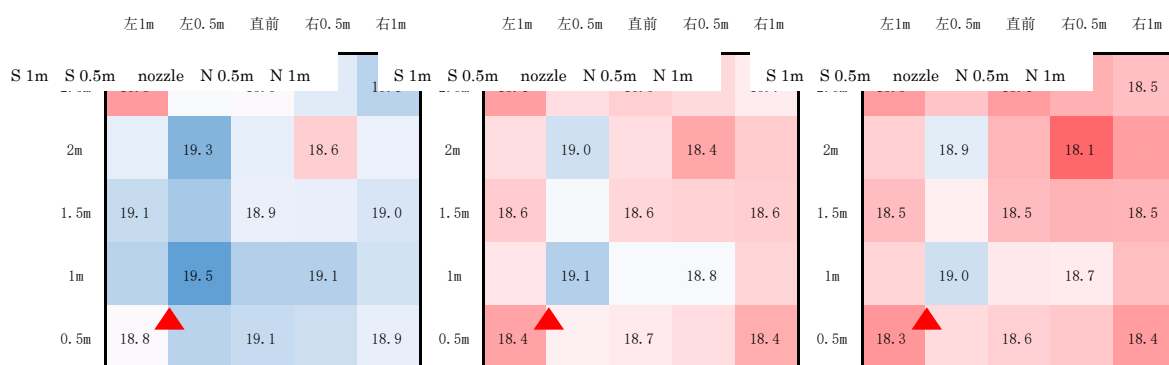 左1m 左0.5m 直前 右0.5m 右1m 左1m 左0.5m 直前 右0.5m 右1m 左1m 左0.5m 直前 右0.5m 右1m
S 1m S 0.5m nozzle N 0.5m N 1m S 1m S 0.5m nozzle N 0.5m N 1m S 1m S 0.5m nozzle N 0.5m N 1m
18.5
2m 19.3 18.6 2m 19.0 18.4 2m 18.9 18.1
1.5m 19.1 18.9 19.0 1.5m 18.6 18.6 18.6 1.5m 18.5 18.5 18.5
1m 19.5 19.1 1m 19.1 18.8 1m 19.0 18.7
0.5m 18.8 19.1 18.9 0.5m 18.4 18.7 18.4 0.5m 18.3 18.6 18.4